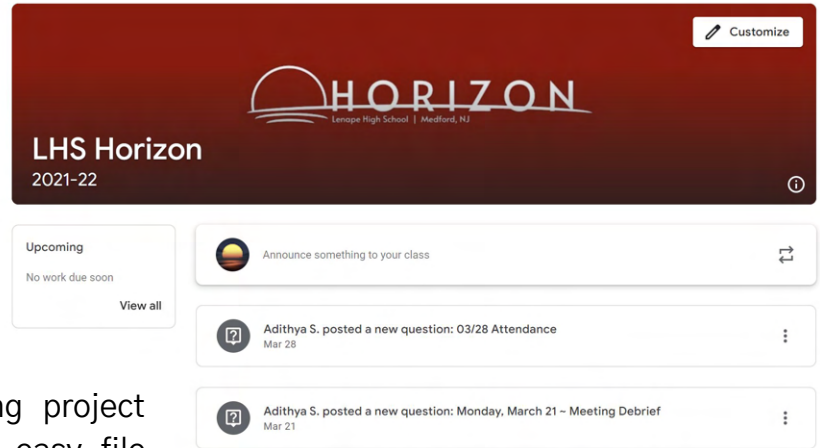 Customize
HORIZON
Lenape High School | Medford, NJ
LHS Horizon
2021-22
Upcoming
No work due soon
View all
Announce something to your class
Adithya S. posted a new question: 03/28 Attendance
Mar 28
Adithya S. posted a new question: Monday, March 21 ~ Meeting Debrief
Mar 21
project
easy file